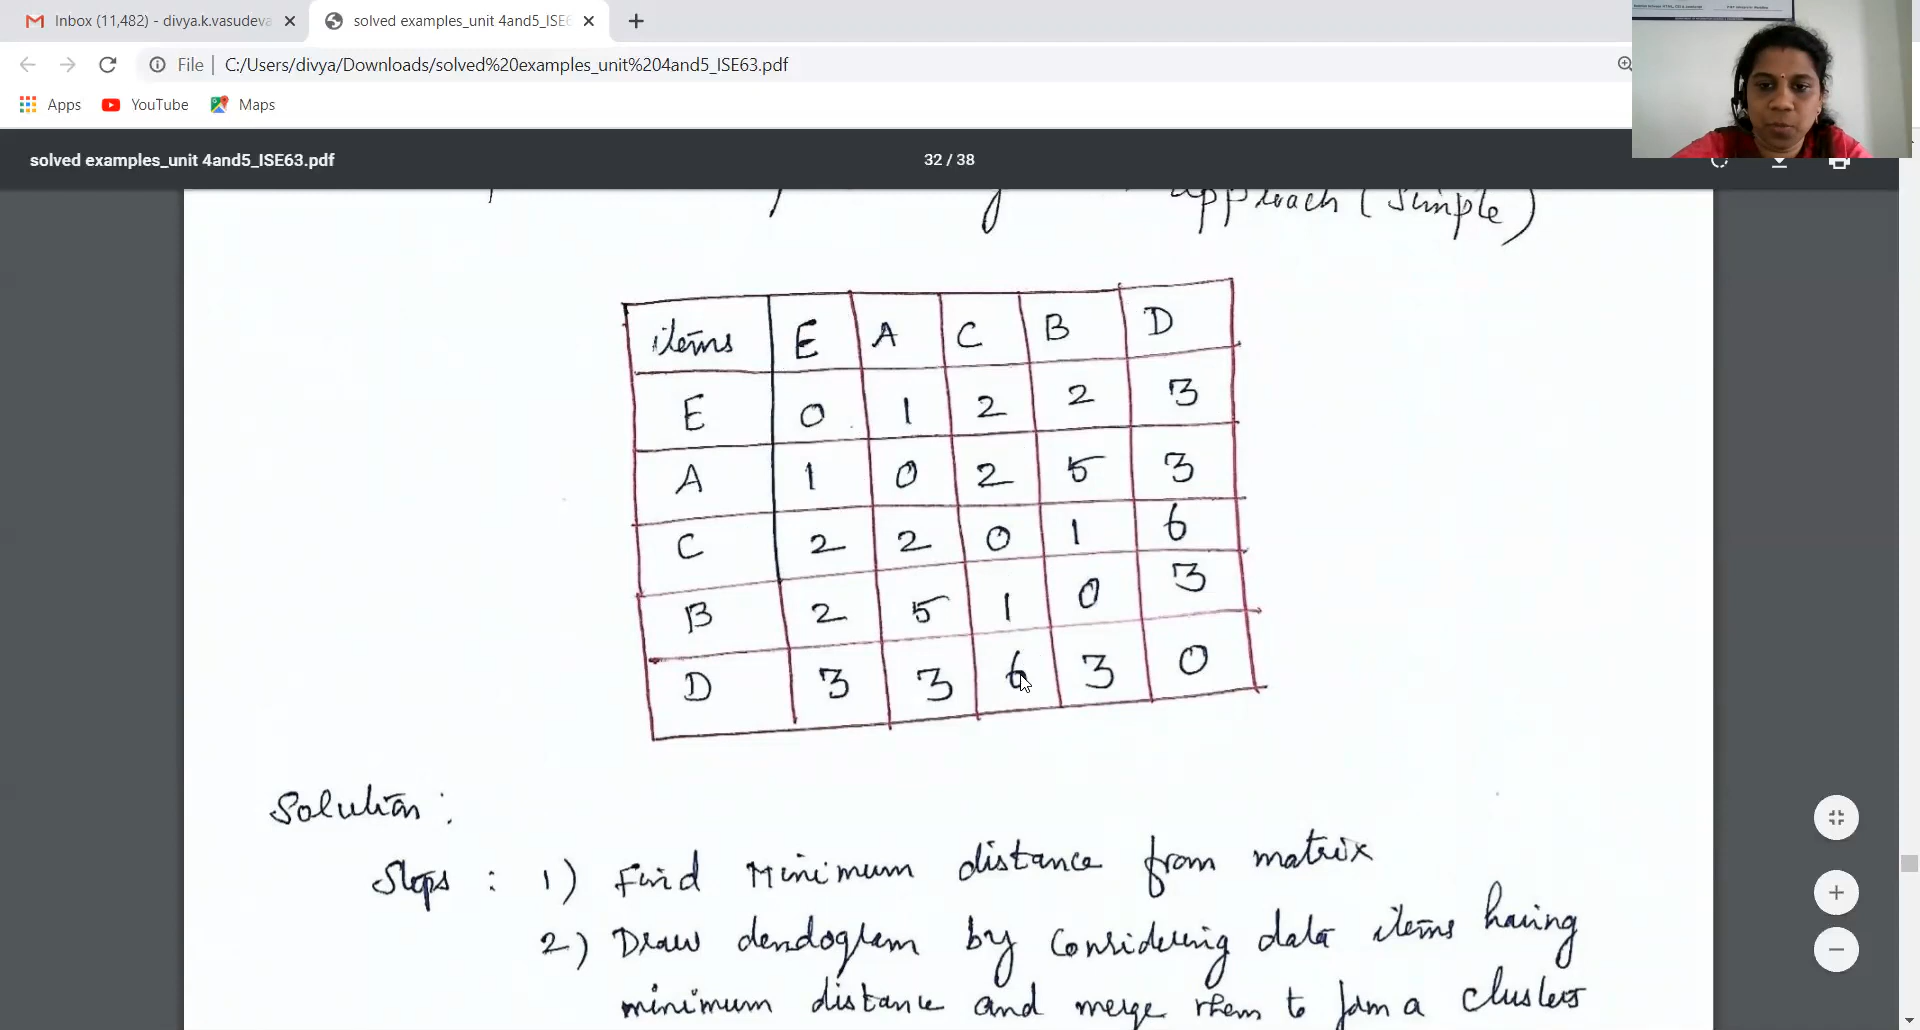 Inbox (11,482) - divya.k.vasudeva
solved examples_unit 4and5_ISE6
File
C:/Users/divya/Downloads/solved%20examples_unit%204and5_ISE63.pdf
Apps YouTube Maps
solved examples_unit 4and5_ISE63.pdf
32 / 38
approach (Simple)
items E A C B D
E 0 1 2 2 3
A 1 0 2 5 3
C 2 2 0 1 6
B 2 5 1 0 3
D 3 3 6 3 0
Solution :
Steps : 1) Find Minimum distance from matrix
2) Draw dendogram by Considering data items having
minimum distance and merge them to form a clusters